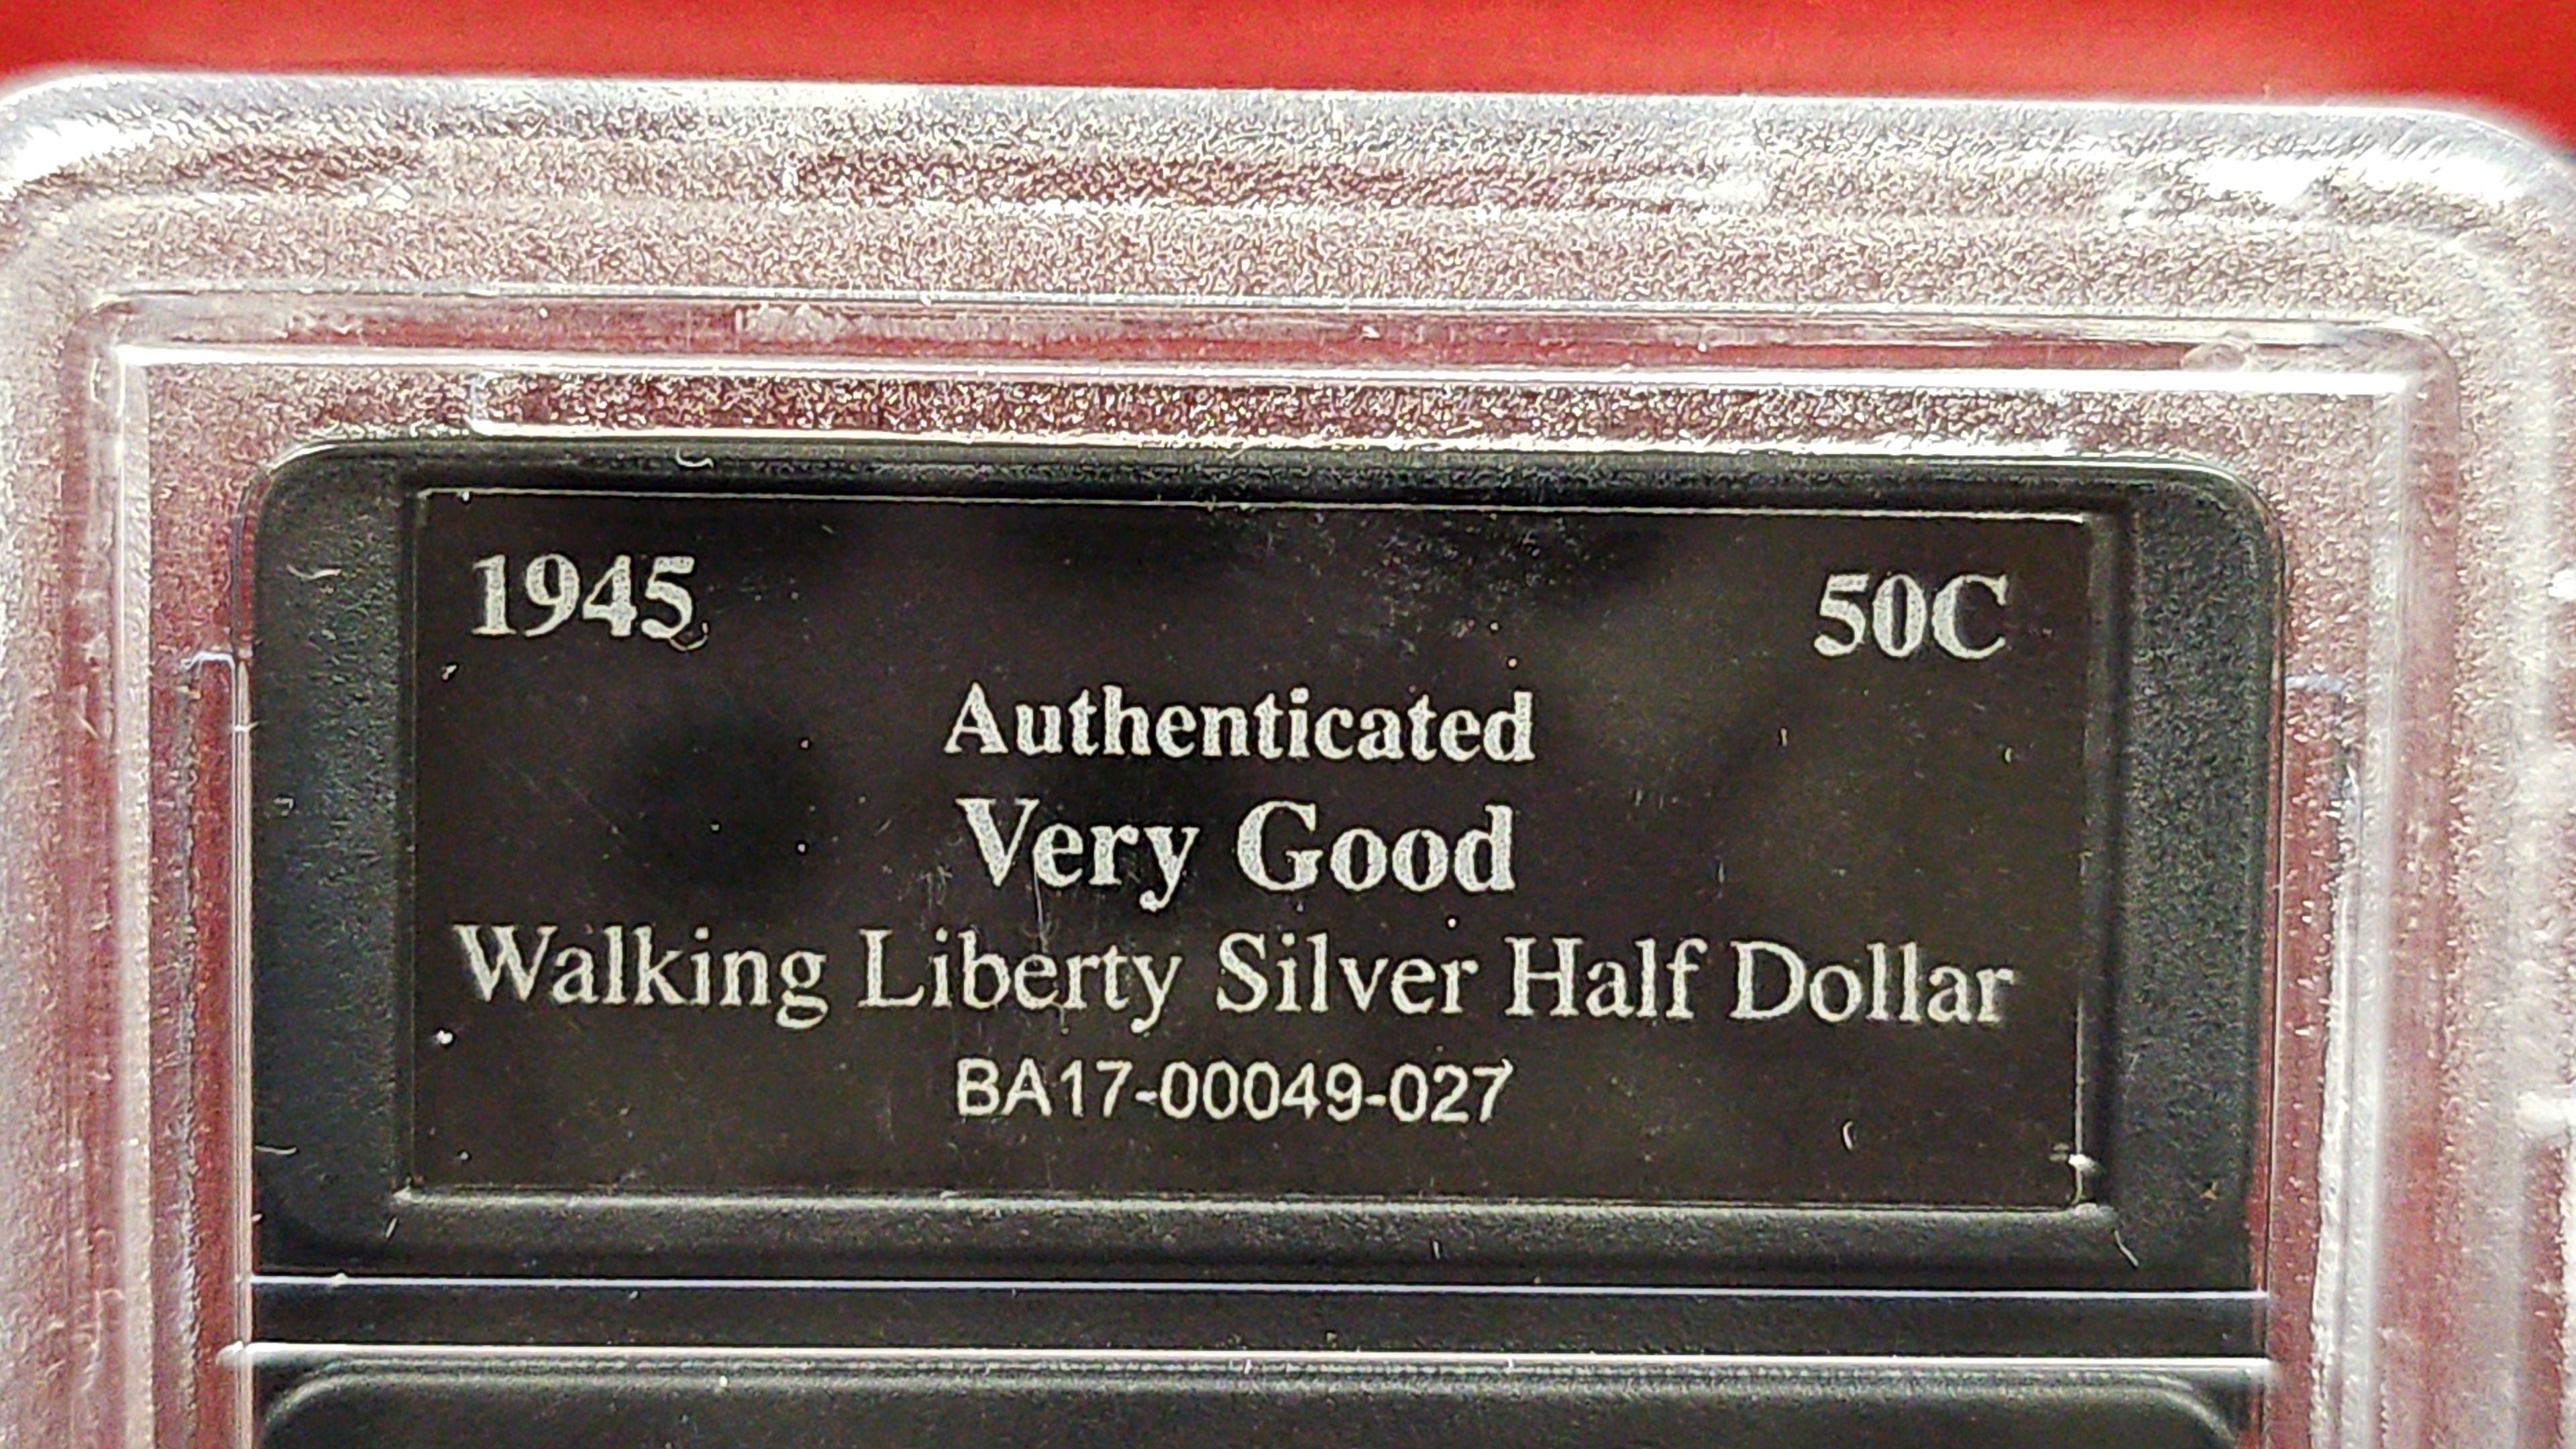 1945 50C
Authenticated
Very Good
Walking Liberty Silver Half Dollar
BA17-00049-027